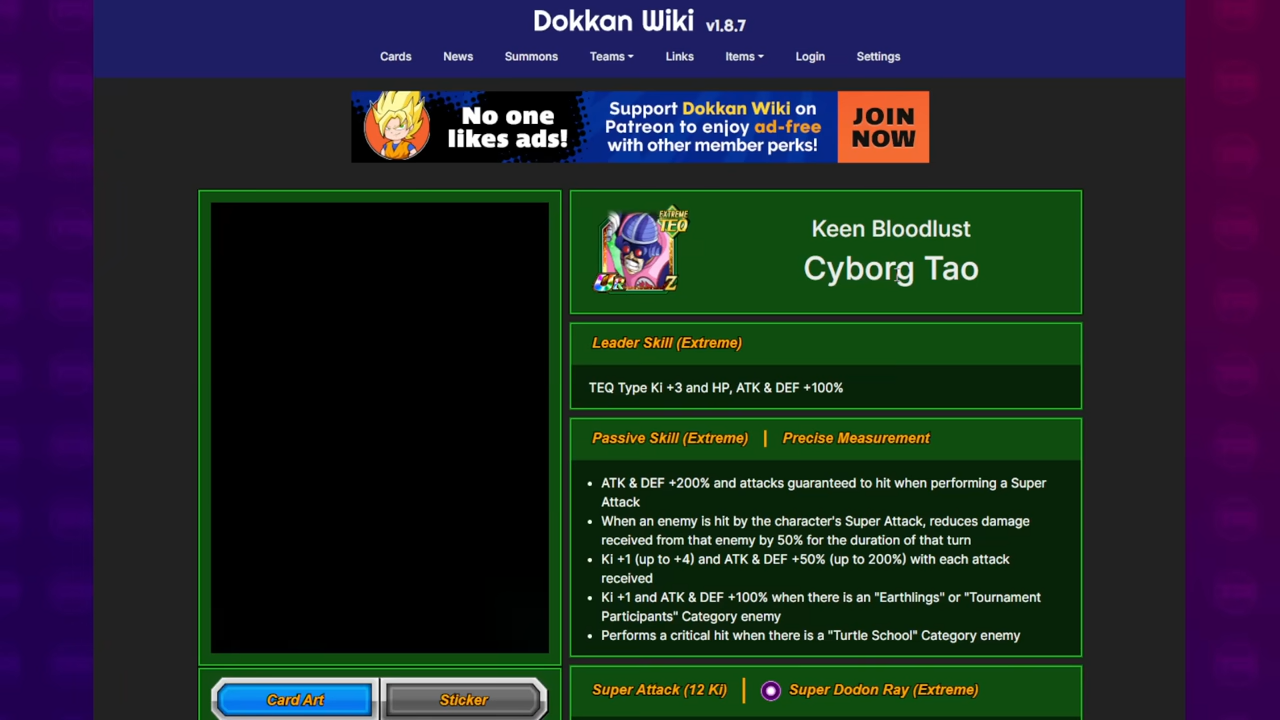 Dokkan Wiki v1.8.7
Cards News Summons Teams Links Items Login Settings
No one
likes ads!
Support Dokkan Wiki on
Patreon to enjoy ad-free
with other member perks!
JOIN
NOW
EXTREME
TEQ
UR Z
Keen Bloodlust
Cyborg Tao
Leader Skill (Extreme)
TEQ Type Ki +3 and HP, ATK & DEF +100%
Passive Skill (Extreme) | Precise Measurement
ATK & DEF +200% and attacks guaranteed to hit when performing a Super
Attack
When an enemy is hit by the character's Super Attack, reduces damage
received from that enemy by 50% for the duration of that turn
Ki +1 (up to +4) and ATK & DEF +50% (up to 200%) with each attack
received
Ki +1 and ATK & DEF +100% when there is an "Earthlings" or "Tournament
Participants" Category enemy
Performs a critical hit when there is a "Turtle School" Category enemy
Super Attack (12 Ki) | Super Dodon Ray (Extreme)
Card Art Sticker